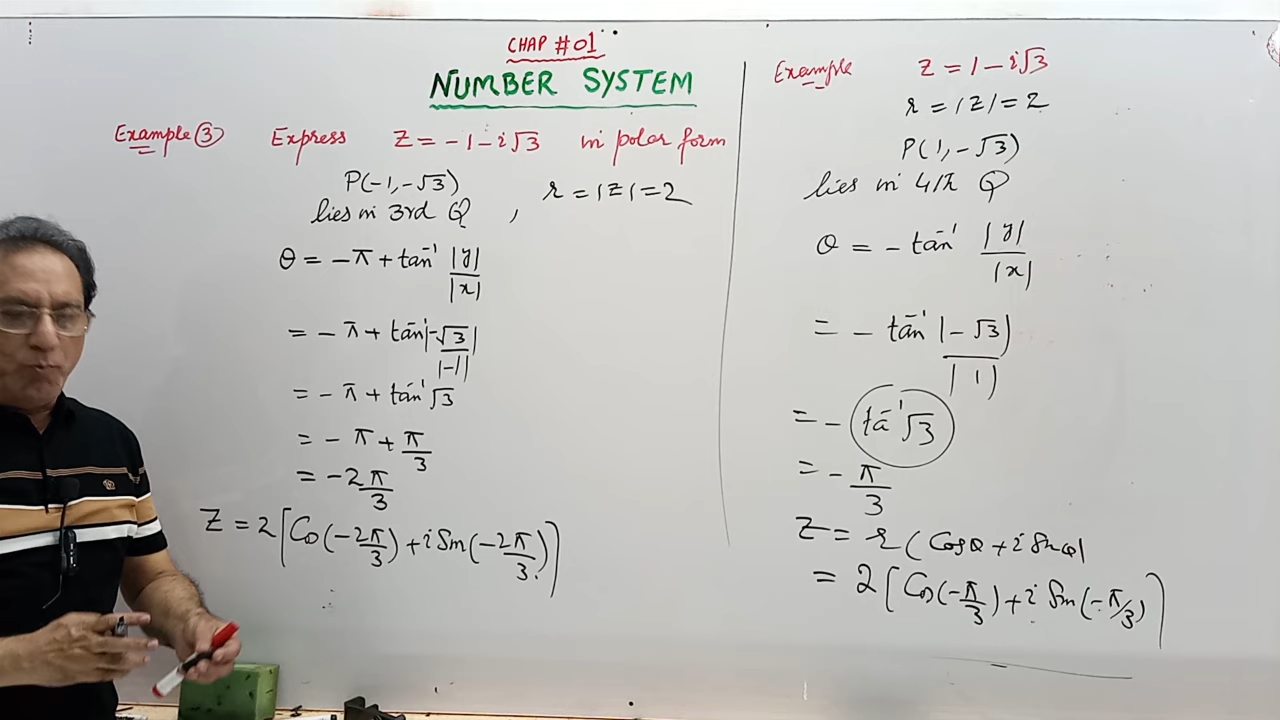 CHAP #01
NUMBER SYSTEM
Example ③ Express Z = -1 - i√3 in polar form
P(-1, -√3)
lies in 3rd Q , r = |Z| = 2
θ = -π + tan⁻¹ |y|/|x|
= -π + tan⁻¹ |-√3|/|-1|
= -π + tan⁻¹ √3
= -π + π/3
= -2π/3
Z = 2[Cos(-2π/3) + i Sin(-2π/3)]
Example Z = 1 - i√3
r = |Z| = 2
P(1, -√3)
lies in 4th Q
θ = - tan⁻¹ |y|/|x|
= - tan⁻¹ |-√3|/|1|
= - ta⁻¹ √3
= - π/3
Z = r (Cosθ + i Sinθ)
= 2[Cos(-π/3) + i Sin(-π/3)]